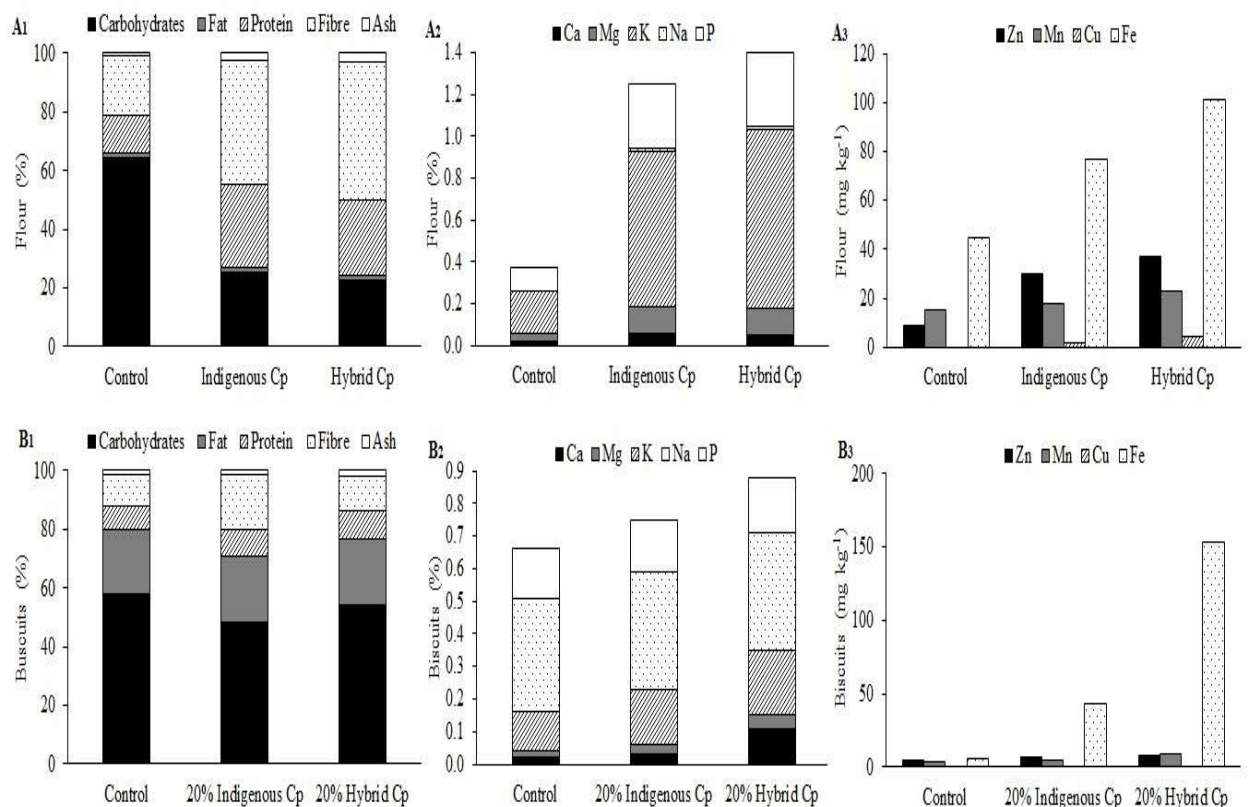 A1
Carbohydrates Fat Protein Fibre Ash
Flour (%)
100
80
60
40
20
0
Control Indigenous Cp Hybrid Cp
A2
Ca Mg K Na P
Flour (%)
1.4
1.2
1.0
0.8
0.6
0.4
0.2
0.0
Control Indigenous Cp Hybrid Cp
A3
Zn Mn Cu Fe
Flour (mg kg-1)
120
100
80
60
40
20
0
Control Indigenous Cp Hybrid Cp
B1
Carbohydrates Fat Protein Fibre Ash
Buscuits (%)
100
80
60
40
20
0
Control 20% Indigenous Cp 20% Hybrid Cp
B2
Ca Mg K Na P
Biscuits (%)
0.9
0.8
0.7
0.6
0.5
0.4
0.3
0.2
0.1
0.0
Control 20% Indigenous Cp 20% Hybrid Cp
B3
Zn Mn Cu Fe
Biscuits (mg kg-1)
200
150
100
50
0
Control 20% Indigenous Cp 20% Hybrid Cp